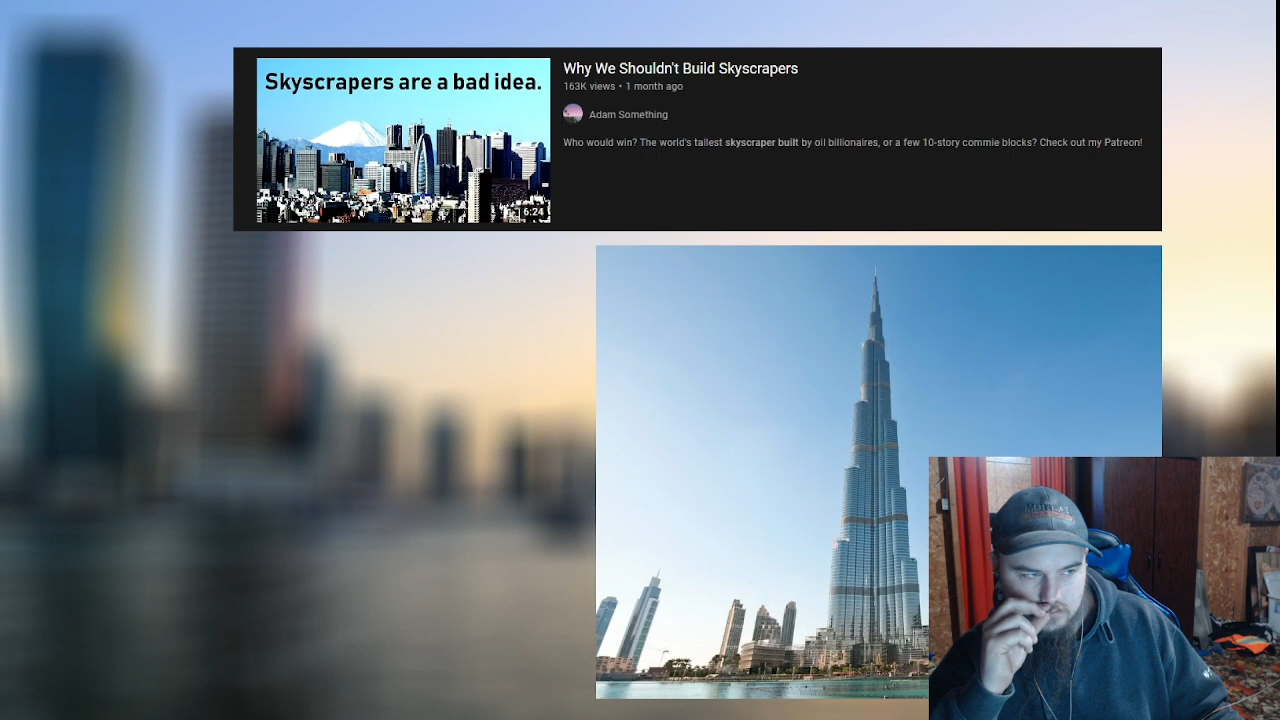 Skyscrapers are a bad idea.
6:24
Why We Shouldn't Build Skyscrapers
163K views • 1 month ago
Adam Something
Who would win? The world's tallest skyscraper built by oil billionaires, or a few 10-story commie blocks? Check out my Patreon!